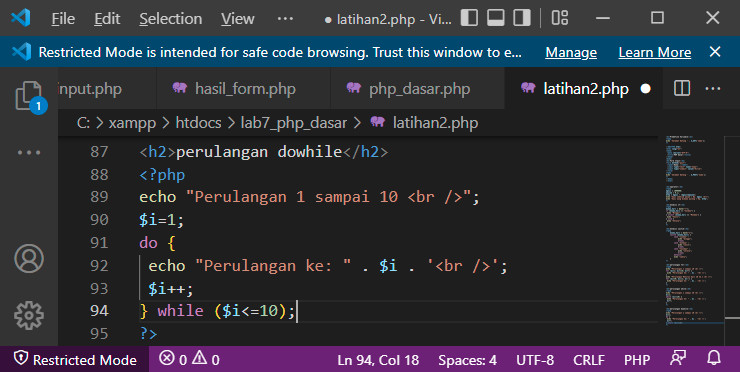 File Edit Selection View ··· ● latihan2.php - Vi...
Restricted Mode is intended for safe code browsing. Trust this window to e... Manage Learn More
input.php hasil_form.php php_dasar.php latihan2.php ● ···
C: > xampp > htdocs > lab7_php_dasar > latihan2.php
1
87 <h2>perulangan dowhile</h2>
88 <?php
89 echo "Perulangan 1 sampai 10 <br />";
90 $i=1;
91 do {
92 echo "Perulangan ke: " . $i . '<br />';
93 $i++;
94 } while ($i<=10);
95 ?>
Restricted Mode 0 0 Ln 94, Col 18 Spaces: 4 UTF-8 CRLF PHP